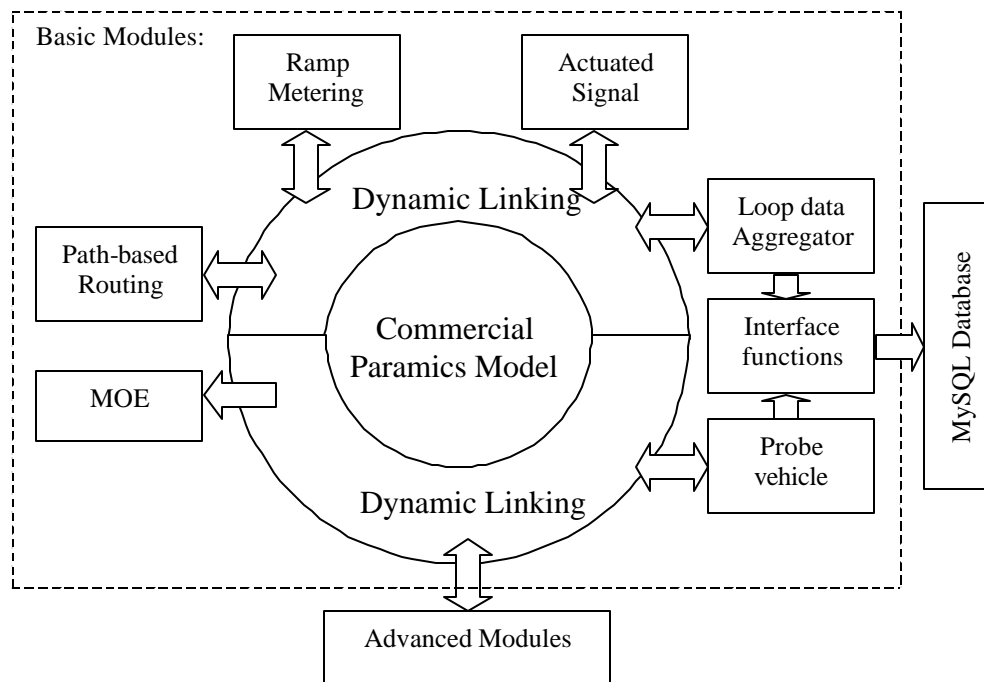 Basic Modules:
Ramp
Metering
Actuated
Signal
Dynamic Linking
Loop data
Aggregator
Path-based
Routing
Commercial
Paramics Model
Interface
functions
MySQL Database
MOE
Probe
vehicle
Dynamic Linking
Advanced Modules